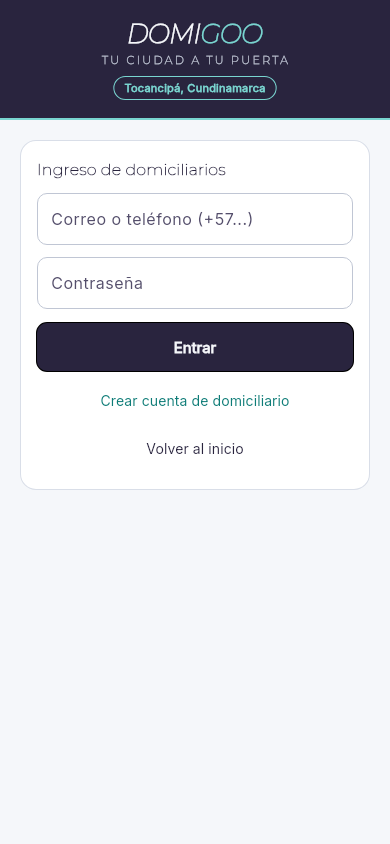 DOMIGOO
TU CIUDAD A TU PUERTA
Tocancipá, Cundinamarca
Ingreso de domiciliarios
Correo o teléfono (+57...)
Contraseña
Entrar
Crear cuenta de domiciliario
Volver al inicio